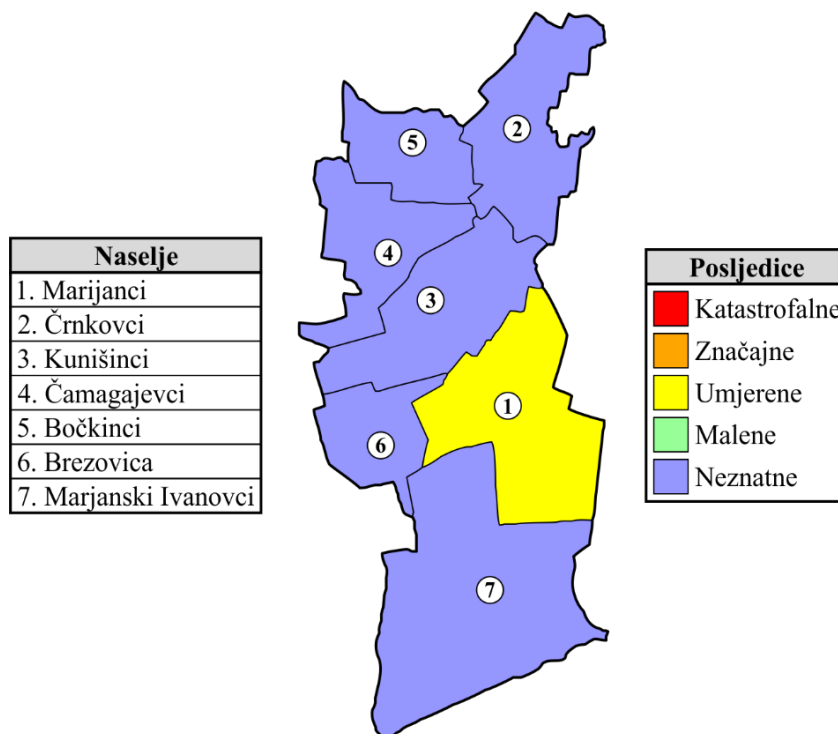 Naselje
1. Marijanci
2. Črnkovci
3. Kunišinci
4. Čamagajevci
5. Bočkinci
6. Brezovica
7. Marjanski Ivanovci
2
5
4
3
1
6
7
Posljedice
Katastrofalne
Značajne
Umjerene
Malene
Neznatne